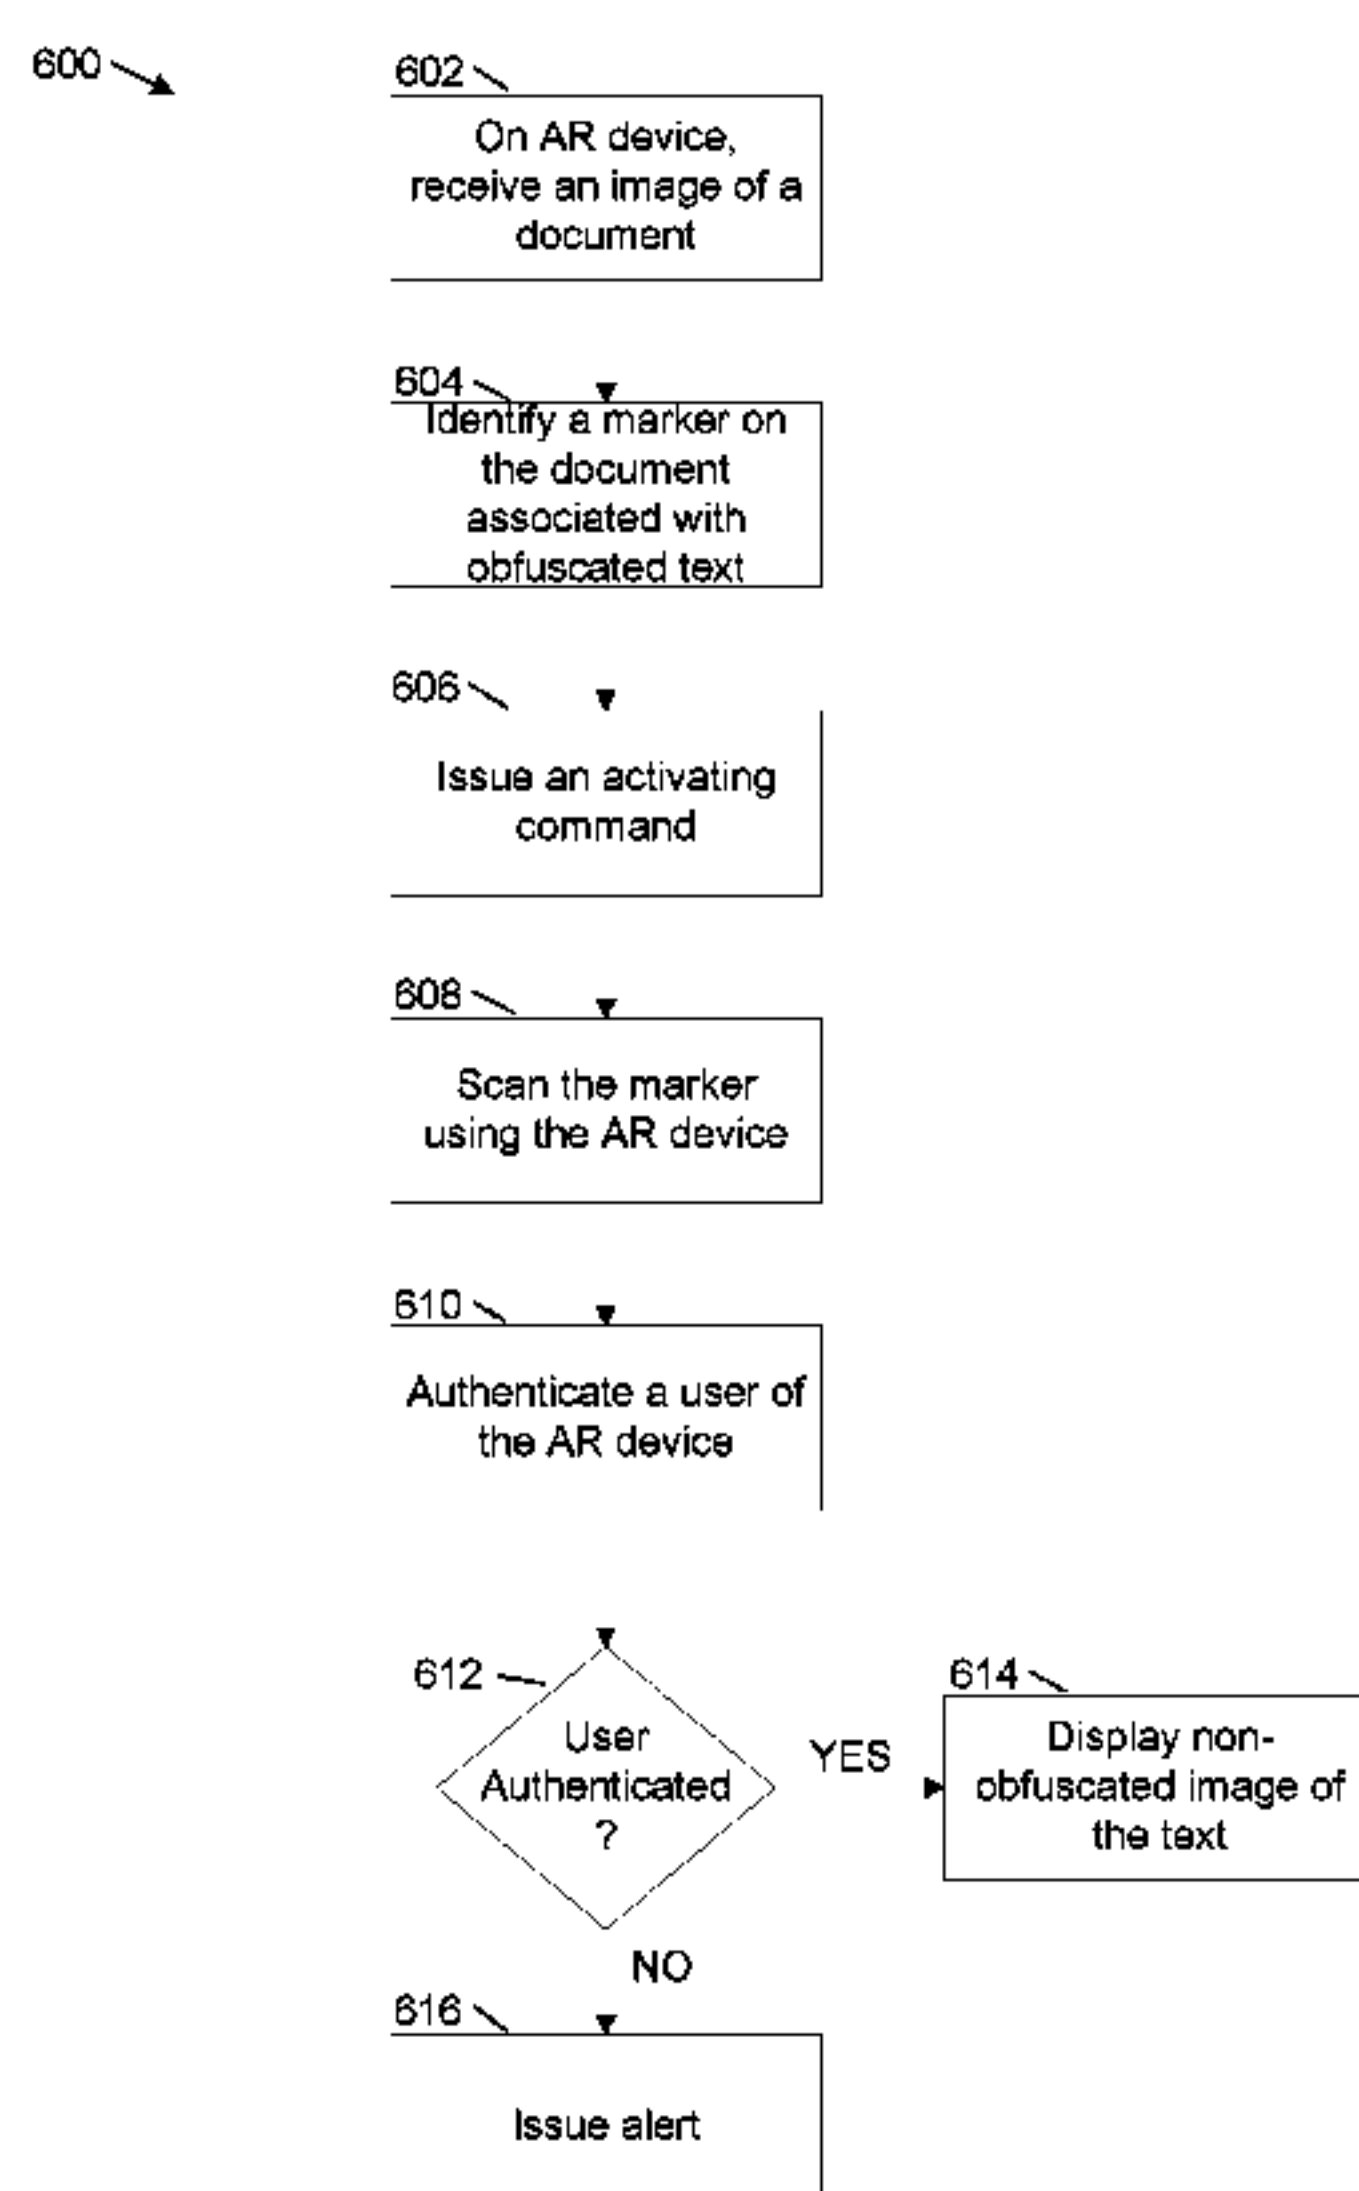 600
602
On AR device,
receive an image of a
document
604
Identify a marker on
the document
associated with
obfuscated text
606
Issue an activating
command
608
Scan the marker
using the AR device
610
Authenticate a user of
the AR device
612
User
Authenticated
?
YES
614
Display non-
obfuscated image of
the text
NO
616
Issue alert